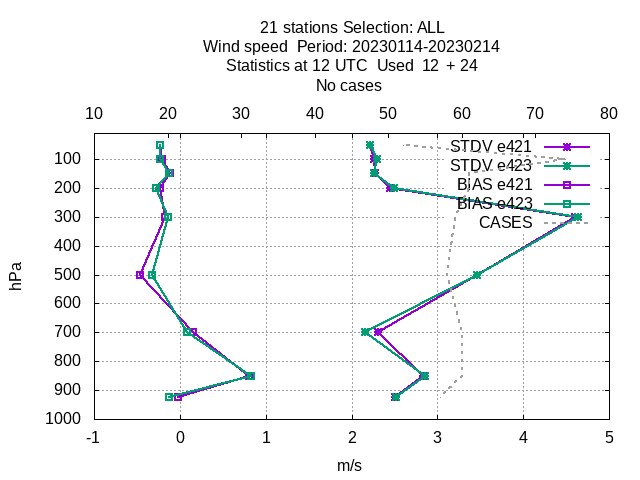 21 stations Selection: ALL
Wind speed  Period: 20230114-20230214
Statistics at 12 UTC  Used  12  + 24
No cases
10 20 30 40 50 60 70 80
STDV e421
STDV e423
BIAS e421
BIAS e423
CASES
100
200
300
400
500
600
700
800
900
1000
hPa
-1 0 1 2 3 4 5
m/s